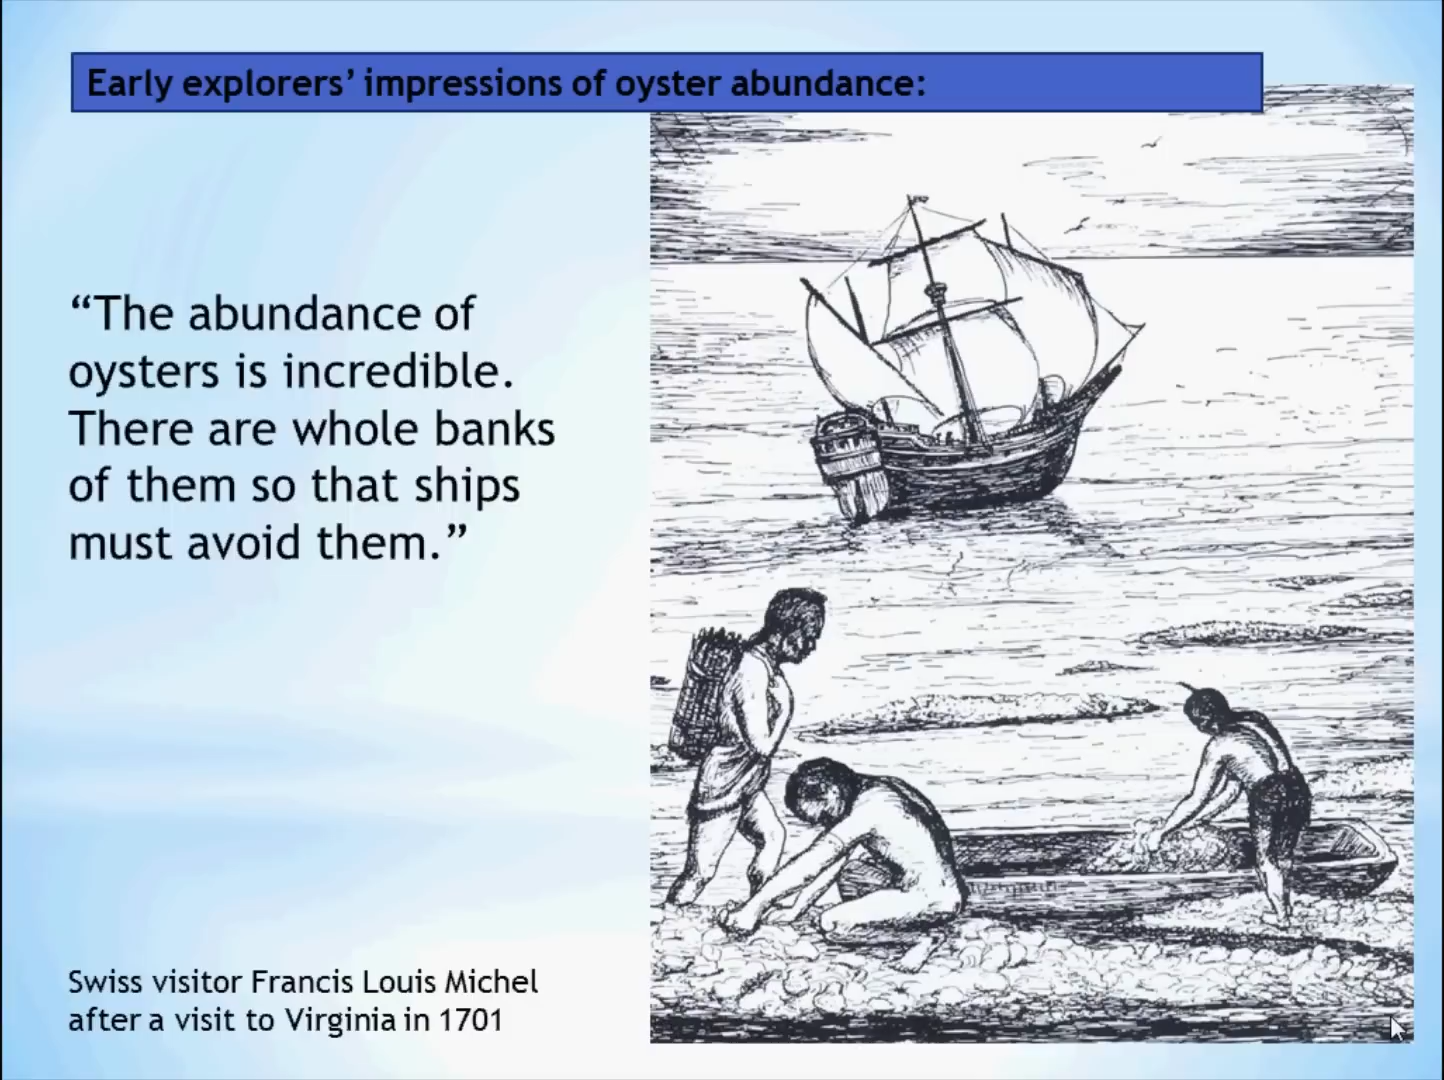 Early explorers’ impressions of oyster abundance:
“The abundance of
oysters is incredible.
There are whole banks
of them so that ships
must avoid them.”
Swiss visitor Francis Louis Michel
after a visit to Virginia in 1701